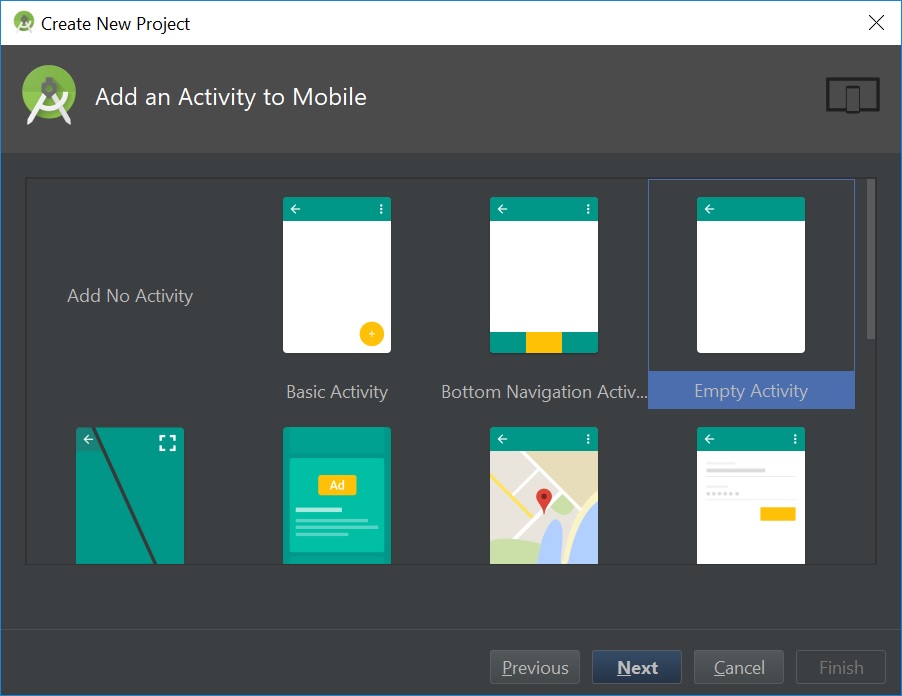 Create New Project
Add an Activity to Mobile
Add No Activity
Basic Activity
Bottom Navigation Activ...
Empty Activity
Ad
Previous
Next
Cancel
Finish